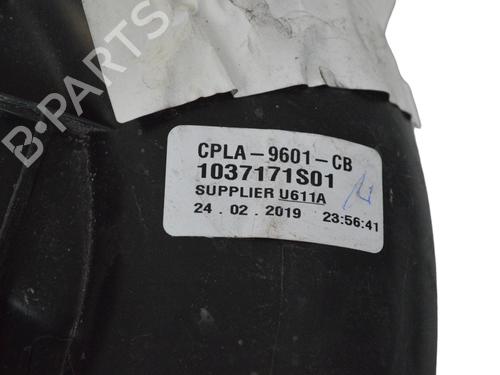 B-PARTS
CPLA-9601-CB
1037171S01
SUPPLIER U611A
24.02.2019 23:56:41